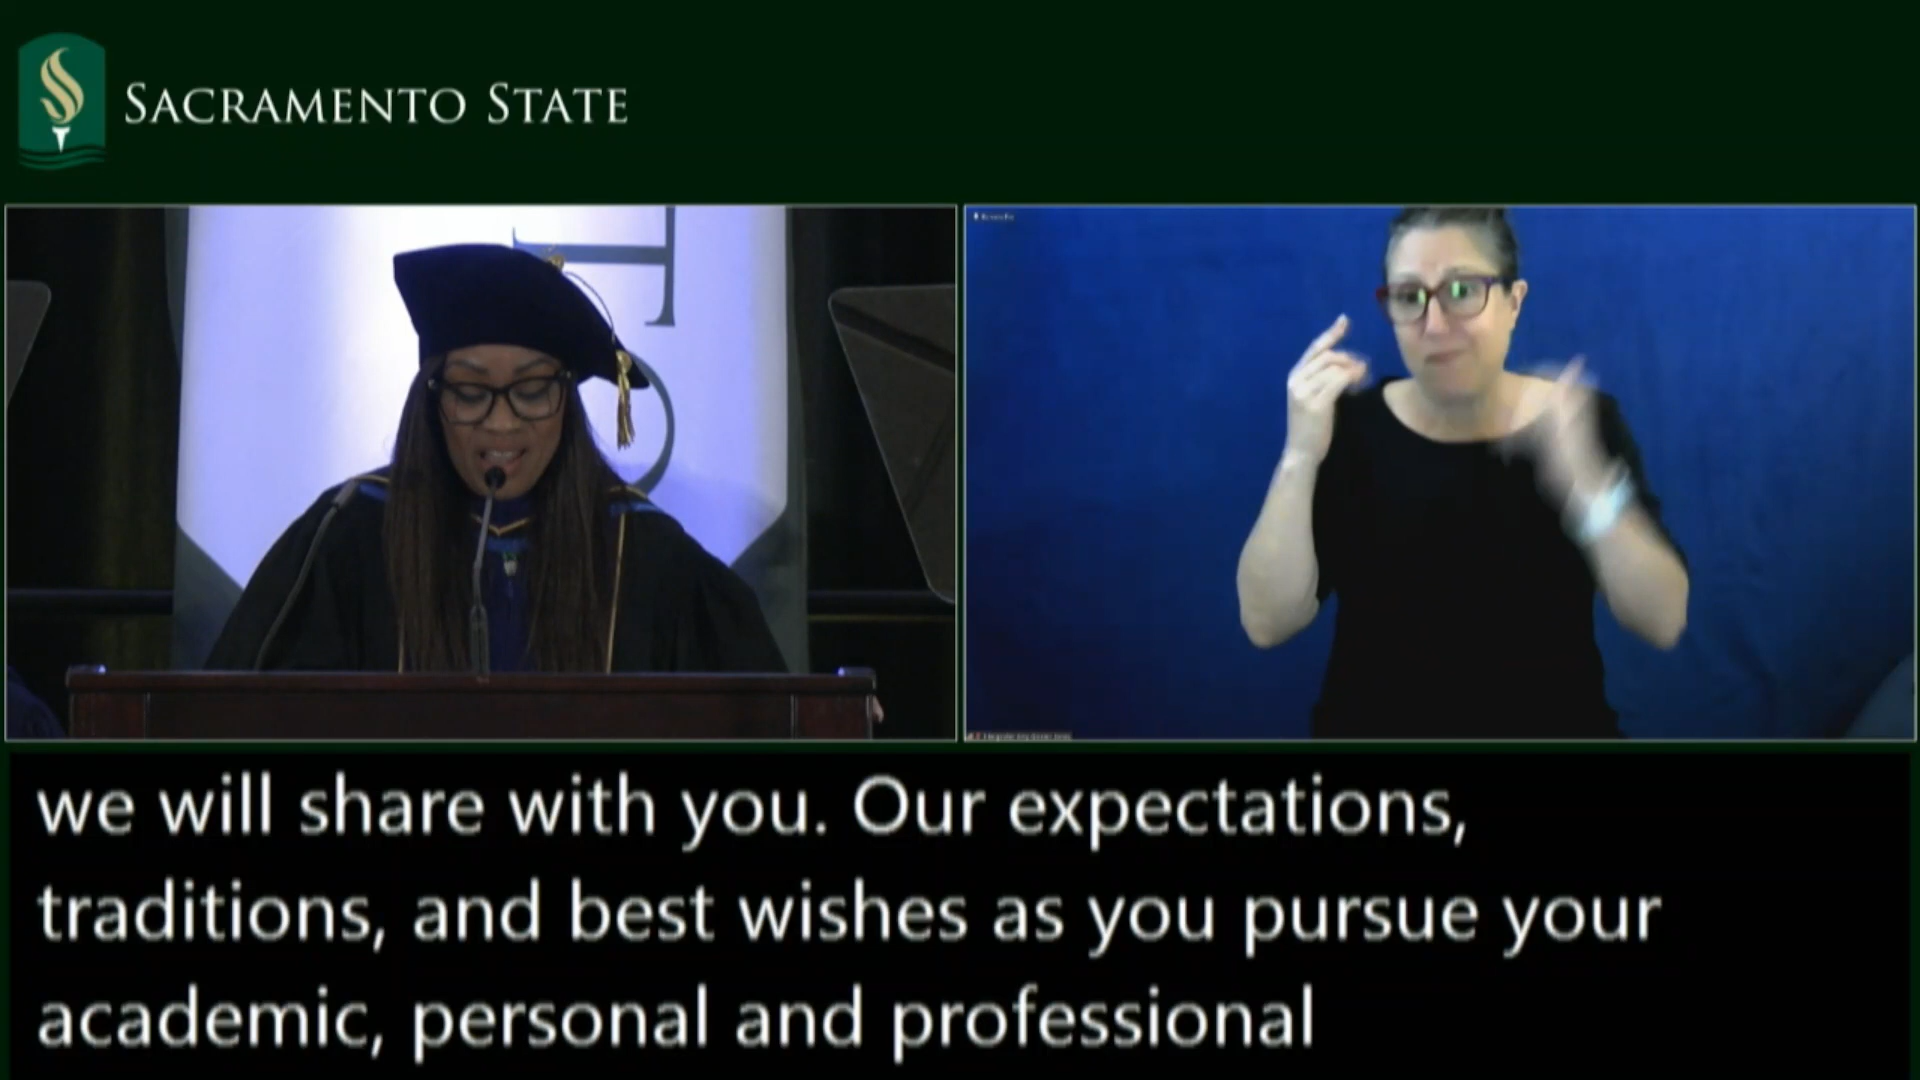 SACRAMENTO STATE
TO
we will share with you. Our expectations,
traditions, and best wishes as you pursue your
academic, personal and professional